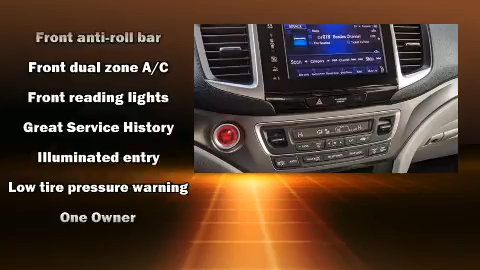 Front anti-roll bar
Front dual zone A/C
Front reading lights
Great Service History
Illuminated entry
Low tire pressure warning
One Owner